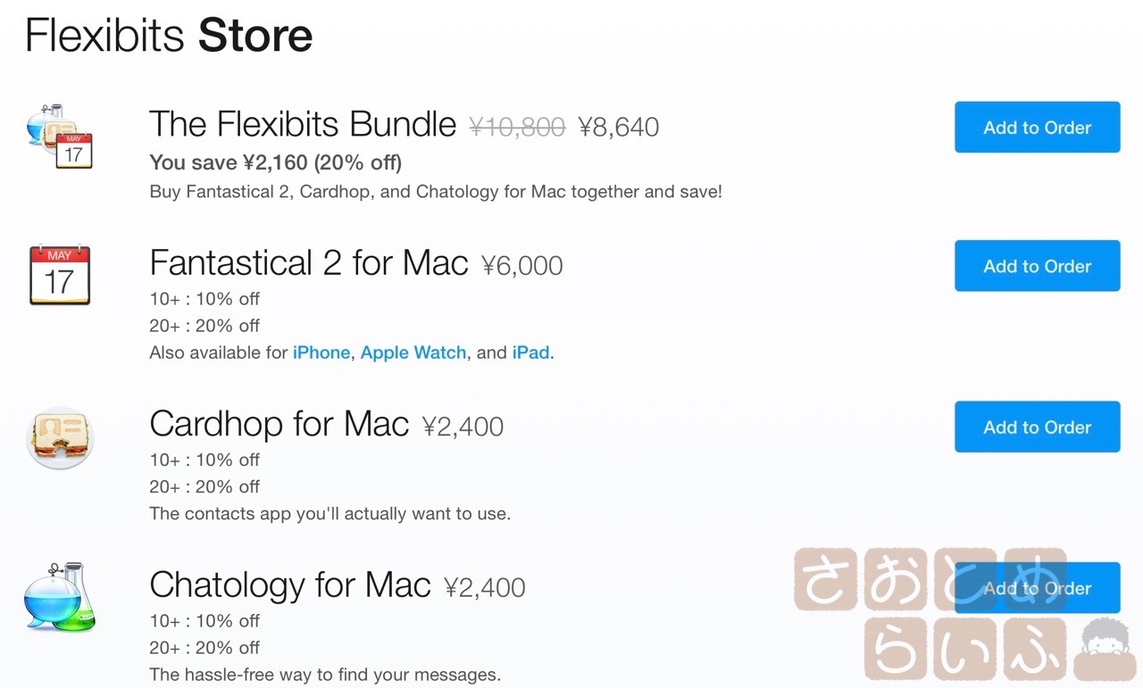 Flexibits Store
The Flexibits Bundle ¥10,800 ¥8,640
Add to Order
You save ¥2,160 (20% off)
Buy Fantastical 2, Cardhop, and Chatology for Mac together and save!
MAY
17
MAY
17
Fantastical 2 for Mac ¥6,000
Add to Order
10+ : 10% off
20+ : 20% off
Also available for iPhone, Apple Watch, and iPad.
Cardhop for Mac ¥2,400
Add to Order
10+ : 10% off
20+ : 20% off
The contacts app you'll actually want to use.
Chatology for Mac ¥2,400
Add to Order
10+ : 10% off
20+ : 20% off
The hassle-free way to find your messages.
さおとめ
らいふ